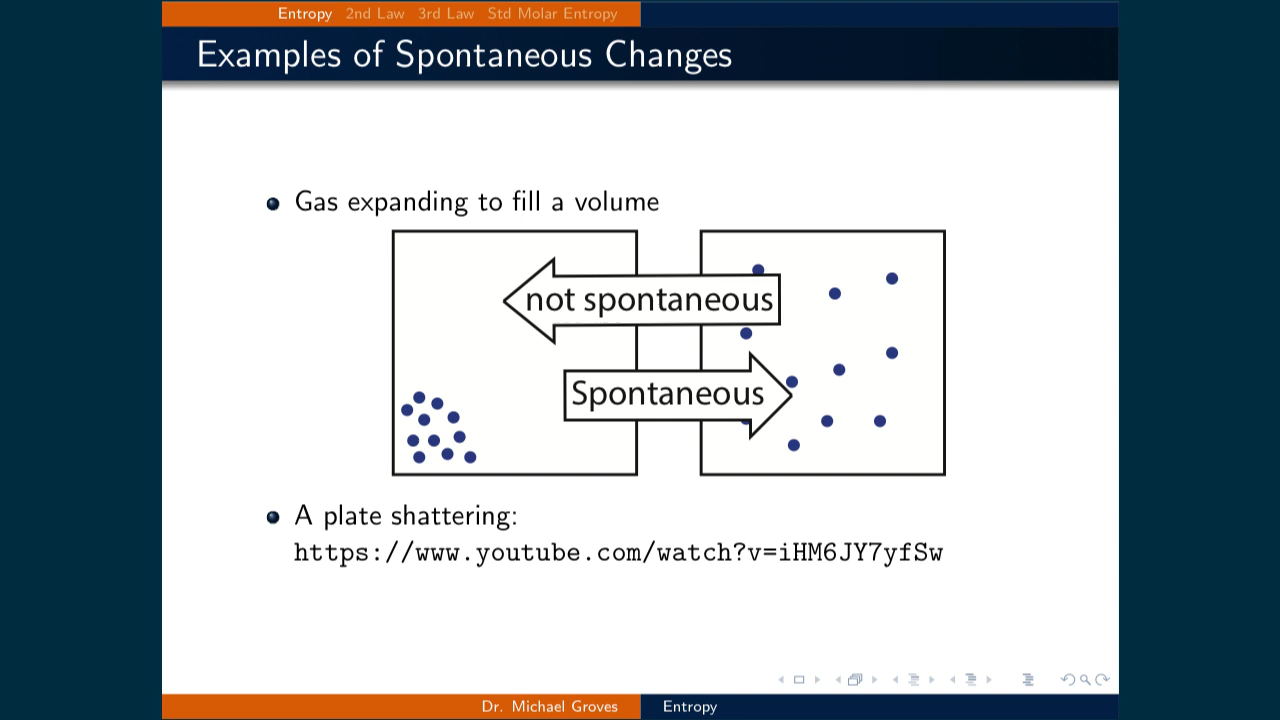 Entropy 2nd Law 3rd Law Std Molar Entropy
Examples of Spontaneous Changes
Gas expanding to fill a volume
not spontaneous
Spontaneous
A plate shattering:
https://www.youtube.com/watch?v=iHM6JY7yfSw
Dr. Michael Groves Entropy